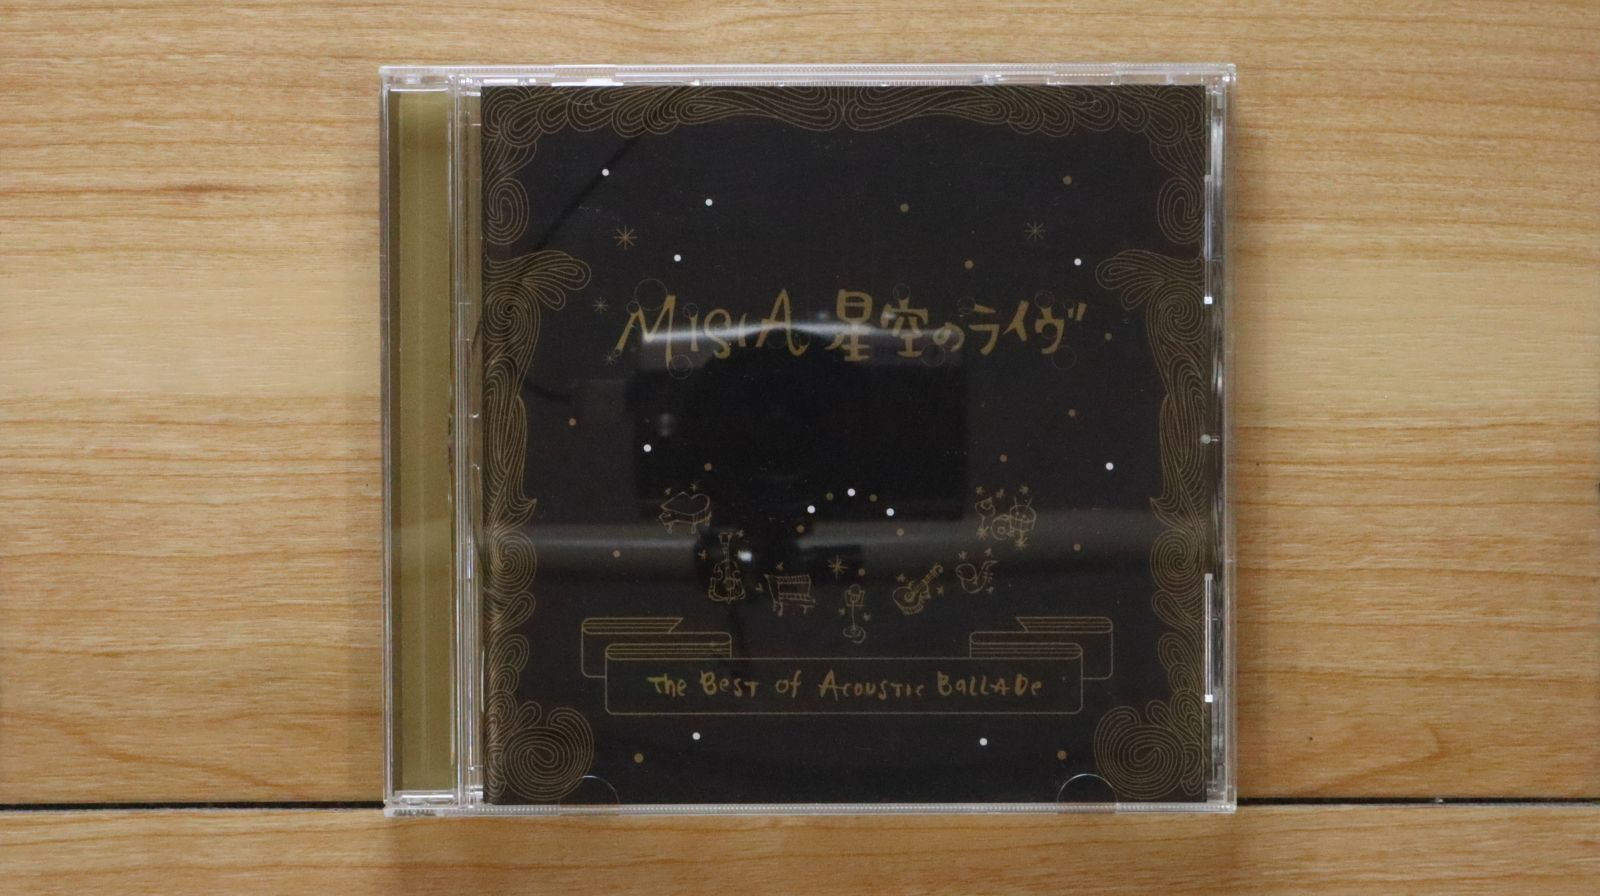 MISIA 星空のライヴ
The BEST of ACOUSTIC BALLADE